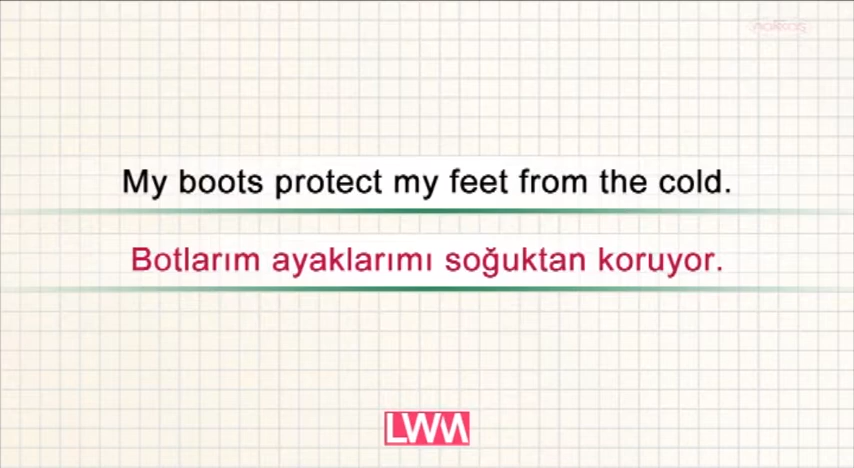 My boots protect my feet from the cold.
Botlarım ayaklarımı soğuktan koruyor.
LWM